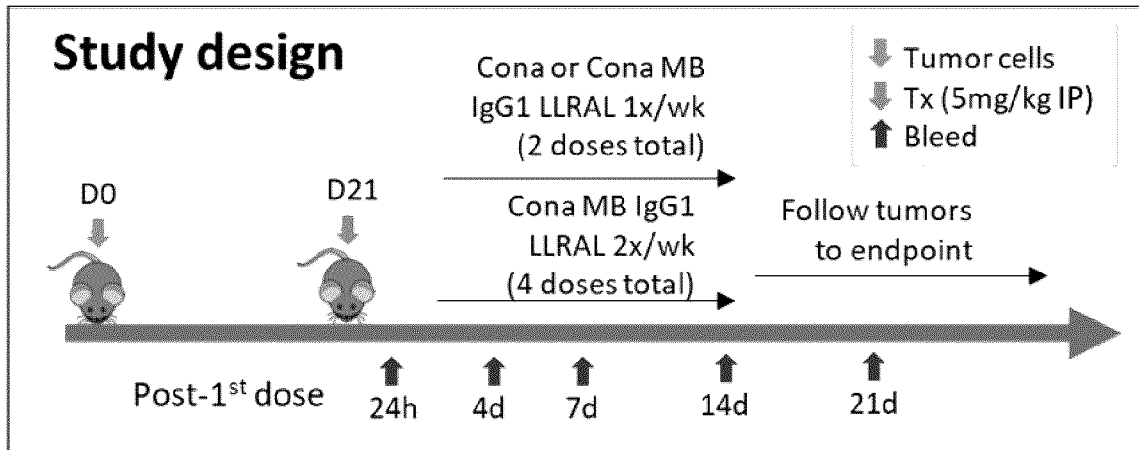 Study design
Cona or Cona MB
IgG1 LLRAL 1x/wk
(2 doses total)
Tumor cells
Tx (5mg/kg IP)
Bleed
D0
D21
Cona MB IgG1
LLRAL 2x/wk
(4 doses total)
Follow tumors
to endpoint
Post-1st dose
24h
4d
7d
14d
21d